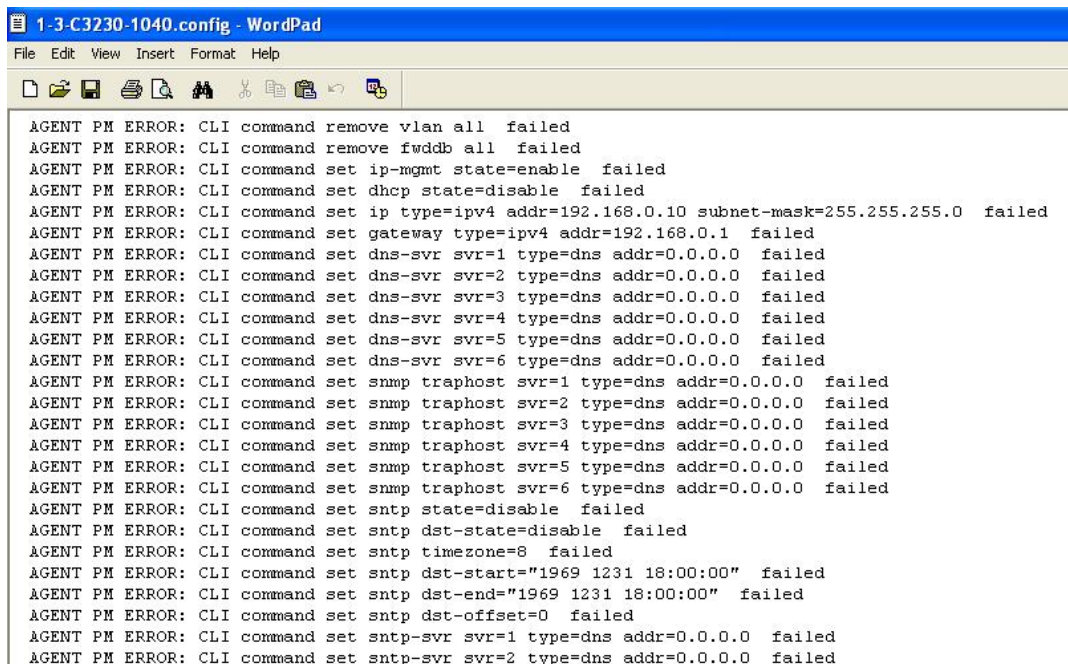 1-3-C3230-1040.config - WordPad
File Edit View Insert Format Help
AGENT PM ERROR: CLI command remove vlan all  failed
AGENT PM ERROR: CLI command remove fwddb all  failed
AGENT PM ERROR: CLI command set ip-mgmt state=enable  failed
AGENT PM ERROR: CLI command set dhcp state=disable  failed
AGENT PM ERROR: CLI command set ip type=ipv4 addr=192.168.0.10 subnet-mask=255.255.255.0  failed
AGENT PM ERROR: CLI command set gateway type=ipv4 addr=192.168.0.1  failed
AGENT PM ERROR: CLI command set dns-svr svr=1 type=dns addr=0.0.0.0  failed
AGENT PM ERROR: CLI command set dns-svr svr=2 type=dns addr=0.0.0.0  failed
AGENT PM ERROR: CLI command set dns-svr svr=3 type=dns addr=0.0.0.0  failed
AGENT PM ERROR: CLI command set dns-svr svr=4 type=dns addr=0.0.0.0  failed
AGENT PM ERROR: CLI command set dns-svr svr=5 type=dns addr=0.0.0.0  failed
AGENT PM ERROR: CLI command set dns-svr svr=6 type=dns addr=0.0.0.0  failed
AGENT PM ERROR: CLI command set snmp traphost svr=1 type=dns addr=0.0.0.0  failed
AGENT PM ERROR: CLI command set snmp traphost svr=2 type=dns addr=0.0.0.0  failed
AGENT PM ERROR: CLI command set snmp traphost svr=3 type=dns addr=0.0.0.0  failed
AGENT PM ERROR: CLI command set snmp traphost svr=4 type=dns addr=0.0.0.0  failed
AGENT PM ERROR: CLI command set snmp traphost svr=5 type=dns addr=0.0.0.0  failed
AGENT PM ERROR: CLI command set snmp traphost svr=6 type=dns addr=0.0.0.0  failed
AGENT PM ERROR: CLI command set sntp state=disable  failed
AGENT PM ERROR: CLI command set sntp dst-state=disable  failed
AGENT PM ERROR: CLI command set sntp timezone=8  failed
AGENT PM ERROR: CLI command set sntp dst-start="1969 1231 18:00:00"  failed
AGENT PM ERROR: CLI command set sntp dst-end="1969 1231 18:00:00"  failed
AGENT PM ERROR: CLI command set sntp dst-offset=0  failed
AGENT PM ERROR: CLI command set sntp-svr svr=1 type=dns addr=0.0.0.0  failed
AGENT PM ERROR: CLI command set sntp-svr svr=2 type=dns addr=0.0.0.0  failed